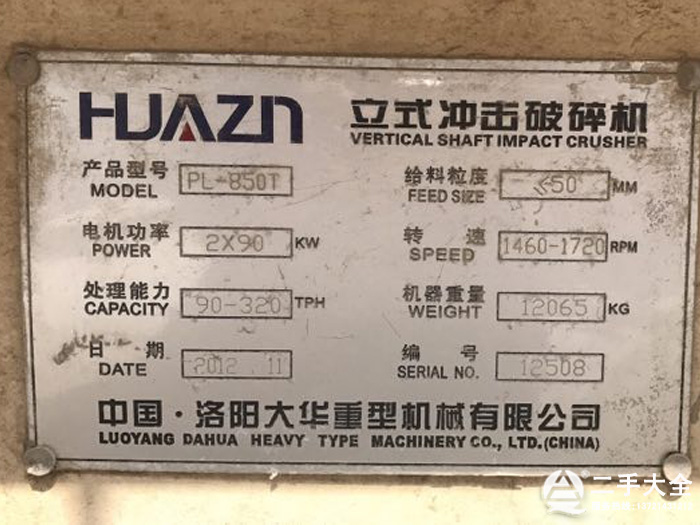 HUAZN 立式冲击破碎机
VERTICAL SHAFT IMPACT CRUSHER
产品型号 PL-850T 给料粒度 ≤50 MM
MODEL FEED SIZE
电机功率 2X90 KW 转 速 1460-1720 RPM
POWER SPEED
处理能力 90-320 TPH 机器重量 12065 KG
CAPACITY WEIGHT
日 期 2012.11 编 号 12508
DATE SERIAL NO.
中国·洛阳大华重型机械有限公司
LUOYANG DAHUA HEAVY TYPE MACHINERY CO., LTD.(CHINA)
二手大全